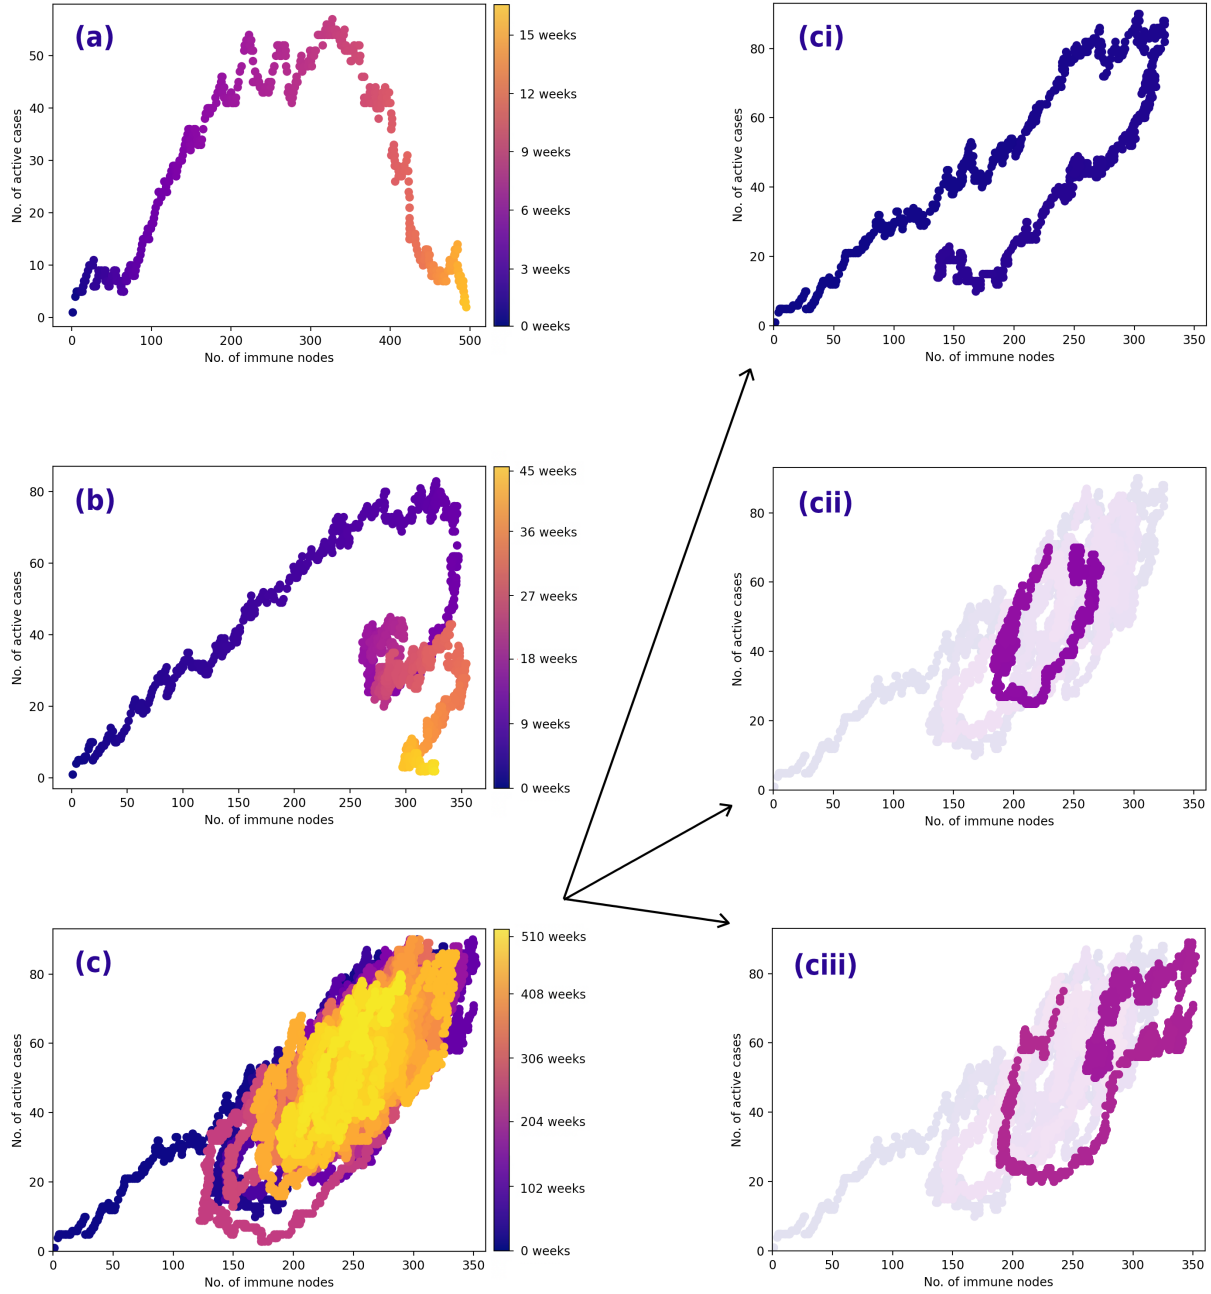 (a)
No. of active cases
50
40
30
20
10
0
0 100 200 300 400 500
No. of immune nodes
15 weeks
12 weeks
9 weeks
6 weeks
3 weeks
0 weeks
(ci)
No. of active cases
80
60
40
20
0
0 50 100 150 200 250 300 350
No. of immune nodes
(b)
No. of active cases
80
60
40
20
0
0 50 100 150 200 250 300 350
No. of immune nodes
45 weeks
36 weeks
27 weeks
18 weeks
9 weeks
0 weeks
(cii)
No. of active cases
80
60
40
20
0
0 50 100 150 200 250 300 350
No. of immune nodes
(c)
No. of active cases
80
60
40
20
0
0 50 100 150 200 250 300 350
No. of immune nodes
510 weeks
408 weeks
306 weeks
204 weeks
102 weeks
0 weeks
(ciii)
No. of active cases
80
60
40
20
0
0 50 100 150 200 250 300 350
No. of immune nodes